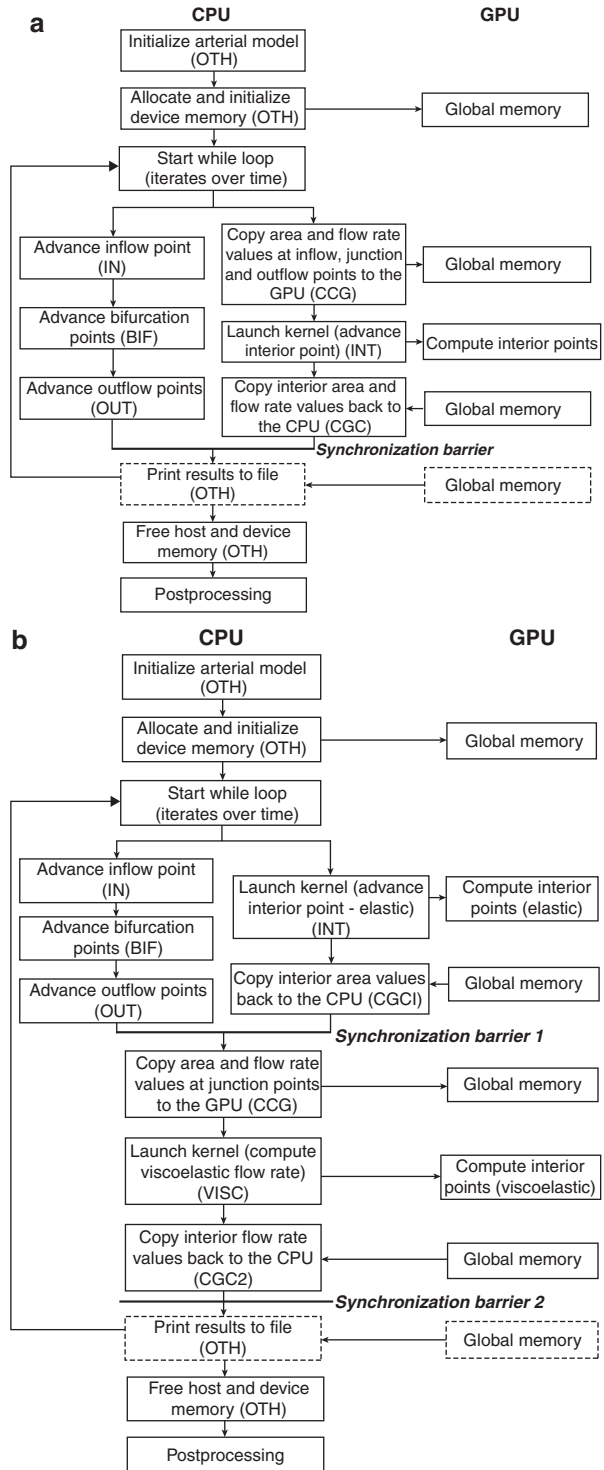 a
CPU
GPU
Initialize arterial model
(OTH)
Allocate and initialize
device memory (OTH)
Global memory
Start while loop
(iterates over time)
Advance inflow point
(IN)
Advance bifurcation
points (BIF)
Advance outflow points
(OUT)
Copy area and flow rate
values at inflow, junction
and outflow points to the
GPU (CCG)
Global memory
Launch kernel (advance
interior point) (INT)
Compute interior points
Copy interior area and
flow rate values back to
the CPU (CGC)
Global memory
Synchronization barrier
Print results to file
(OTH)
Global memory
Free host and device
memory (OTH)
Postprocessing
b
CPU
GPU
Initialize arterial model
(OTH)
Allocate and initialize
device memory (OTH)
Global memory
Start while loop
(iterates over time)
Advance inflow point
(IN)
Advance bifurcation
points (BIF)
Advance outflow points
(OUT)
Launch kernel (advance
interior point - elastic)
(INT)
Compute interior
points (elastic)
Copy interior area values
back to the CPU (CGCI)
Global memory
Synchronization barrier 1
Copy area and flow rate
values at junction points
to the GPU (CCG)
Global memory
Launch kernel (compute
viscoelastic flow rate)
(VISC)
Compute interior
points (viscoelastic)
Copy interior flow rate
values back to the CPU
(CGC2)
Global memory
Synchronization barrier 2
Print results to file
(OTH)
Global memory
Free host and device
memory (OTH)
Postprocessing